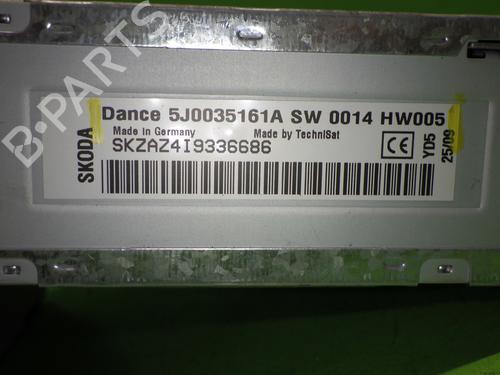 Dance 5J0035161A SW 0014 HW005
Made in Germany Made by TechniSat
SKZAZ4I9336686
SKODA
CE
YD5
25/09
B-PARTS